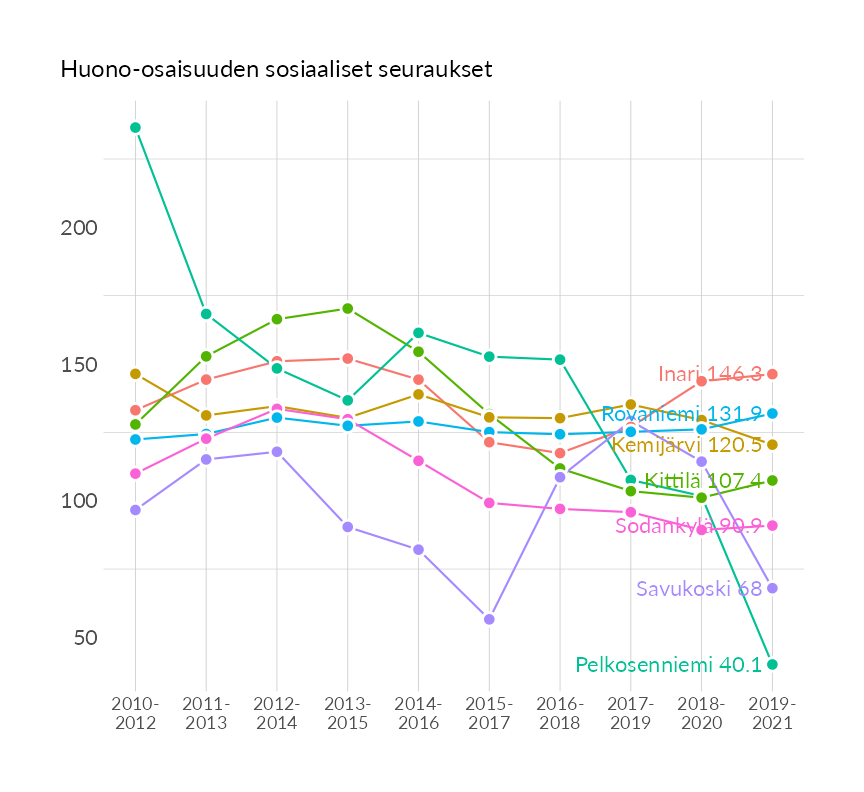 Huono-osaisuuden sosiaaliset seuraukset
200
150
100
50
Inari 146.3
Rovaniemi 131.9
Kemijärvi 120.5
Kittilä 107.4
Sodankylä 90.9
Savukoski 68
Pelkosenniemi 40.1
2010- 2011- 2012- 2013- 2014- 2015- 2016- 2017- 2018- 2019-
2012 2013 2014 2015 2016 2017 2018 2019 2020 2021